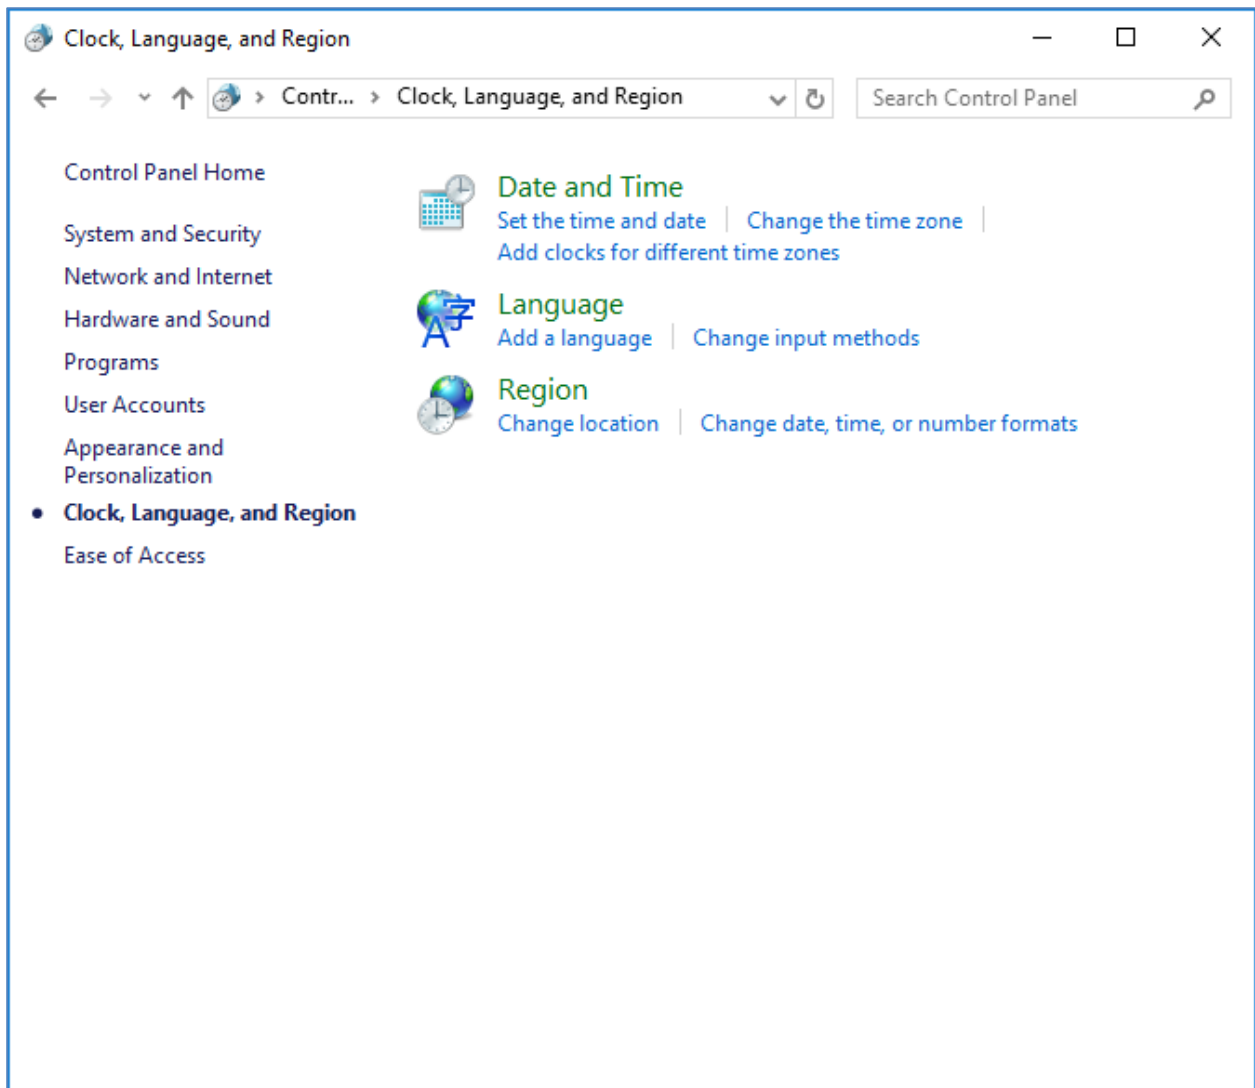 Clock, Language, and Region
Contr... Clock, Language, and Region
Search Control Panel
Control Panel Home
System and Security
Network and Internet
Hardware and Sound
Programs
User Accounts
Appearance and
Personalization
Clock, Language, and Region
Ease of Access
Date and Time
Set the time and date Change the time zone
Add clocks for different time zones
Language
Add a language Change input methods
Region
Change location Change date, time, or number formats